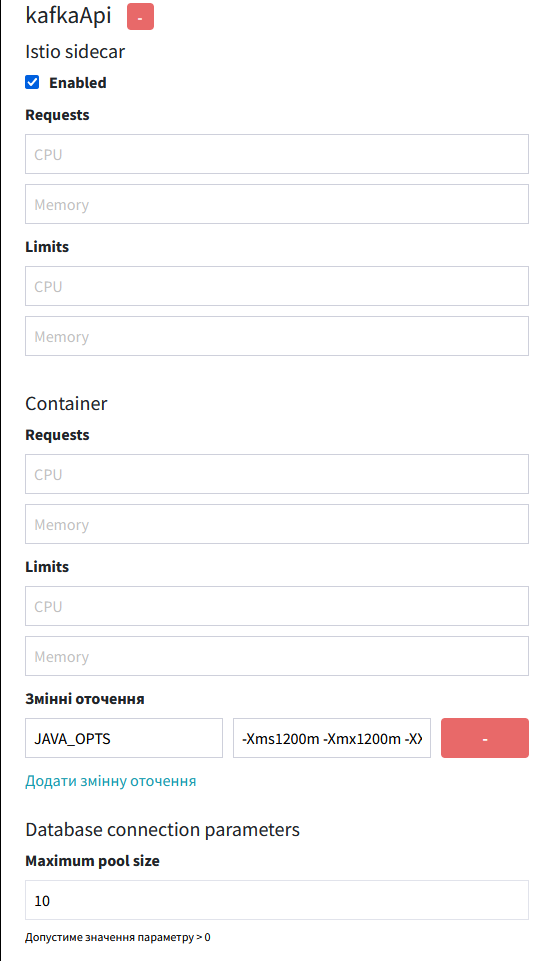 kafkaApi -
Istio sidecar
Enabled
Requests
CPU
Memory
Limits
CPU
Memory
Container
Requests
CPU
Memory
Limits
CPU
Memory
Змінні оточення
JAVA_OPTS -Xms1200m -Xmx1200m -XX -
Додати змінну оточення
Database connection parameters
Maximum pool size
10
Допустиме значення параметру > 0